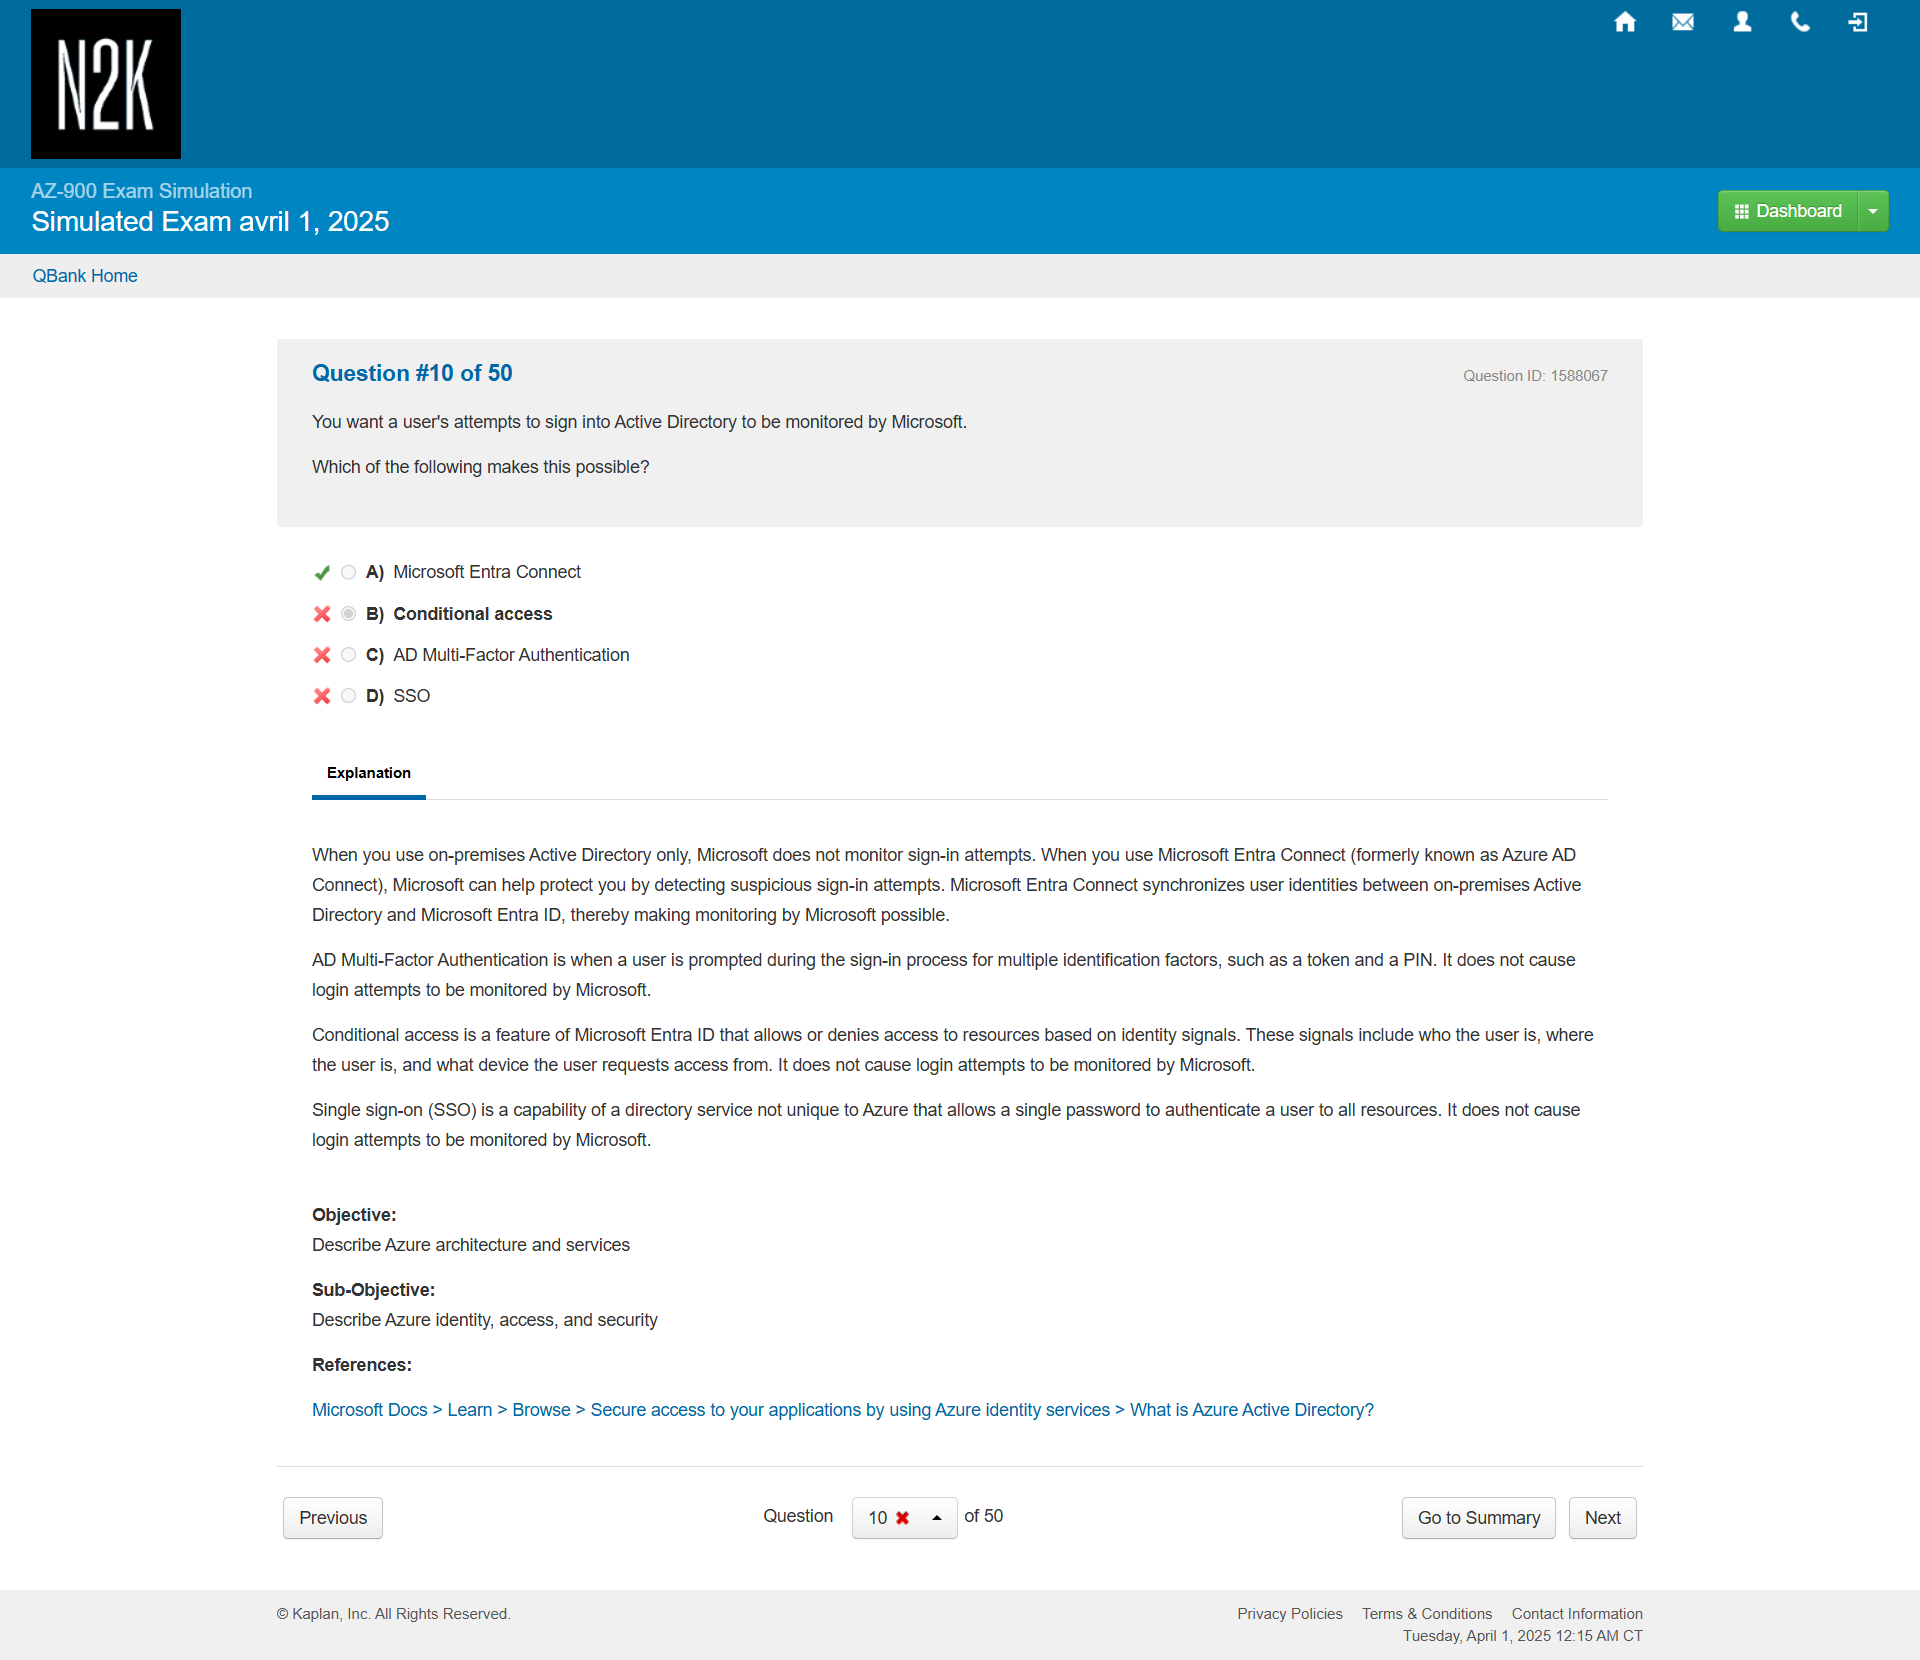 N2K
AZ-900 Exam Simulation
Simulated Exam avril 1, 2025
Dashboard
QBank Home
Question #10 of 50
Question ID: 1588067
You want a user's attempts to sign into Active Directory to be monitored by Microsoft.
Which of the following makes this possible?
A) Microsoft Entra Connect
B) Conditional access
C) AD Multi-Factor Authentication
D) SSO
Explanation
When you use on-premises Active Directory only, Microsoft does not monitor sign-in attempts. When you use Microsoft Entra Connect (formerly known as Azure AD
Connect), Microsoft can help protect you by detecting suspicious sign-in attempts. Microsoft Entra Connect synchronizes user identities between on-premises Active
Directory and Microsoft Entra ID, thereby making monitoring by Microsoft possible.
AD Multi-Factor Authentication is when a user is prompted during the sign-in process for multiple identification factors, such as a token and a PIN. It does not cause
login attempts to be monitored by Microsoft.
Conditional access is a feature of Microsoft Entra ID that allows or denies access to resources based on identity signals. These signals include who the user is, where
the user is, and what device the user requests access from. It does not cause login attempts to be monitored by Microsoft.
Single sign-on (SSO) is a capability of a directory service not unique to Azure that allows a single password to authenticate a user to all resources. It does not cause
login attempts to be monitored by Microsoft.
Objective:
Describe Azure architecture and services
Sub-Objective:
Describe Azure identity, access, and security
References:
Microsoft Docs > Learn > Browse > Secure access to your applications by using Azure identity services > What is Azure Active Directory?
Previous
Question 10 of 50
Go to Summary
Next
© Kaplan, Inc. All Rights Reserved.
Privacy Policies Terms & Conditions Contact Information
Tuesday, April 1, 2025 12:15 AM CT